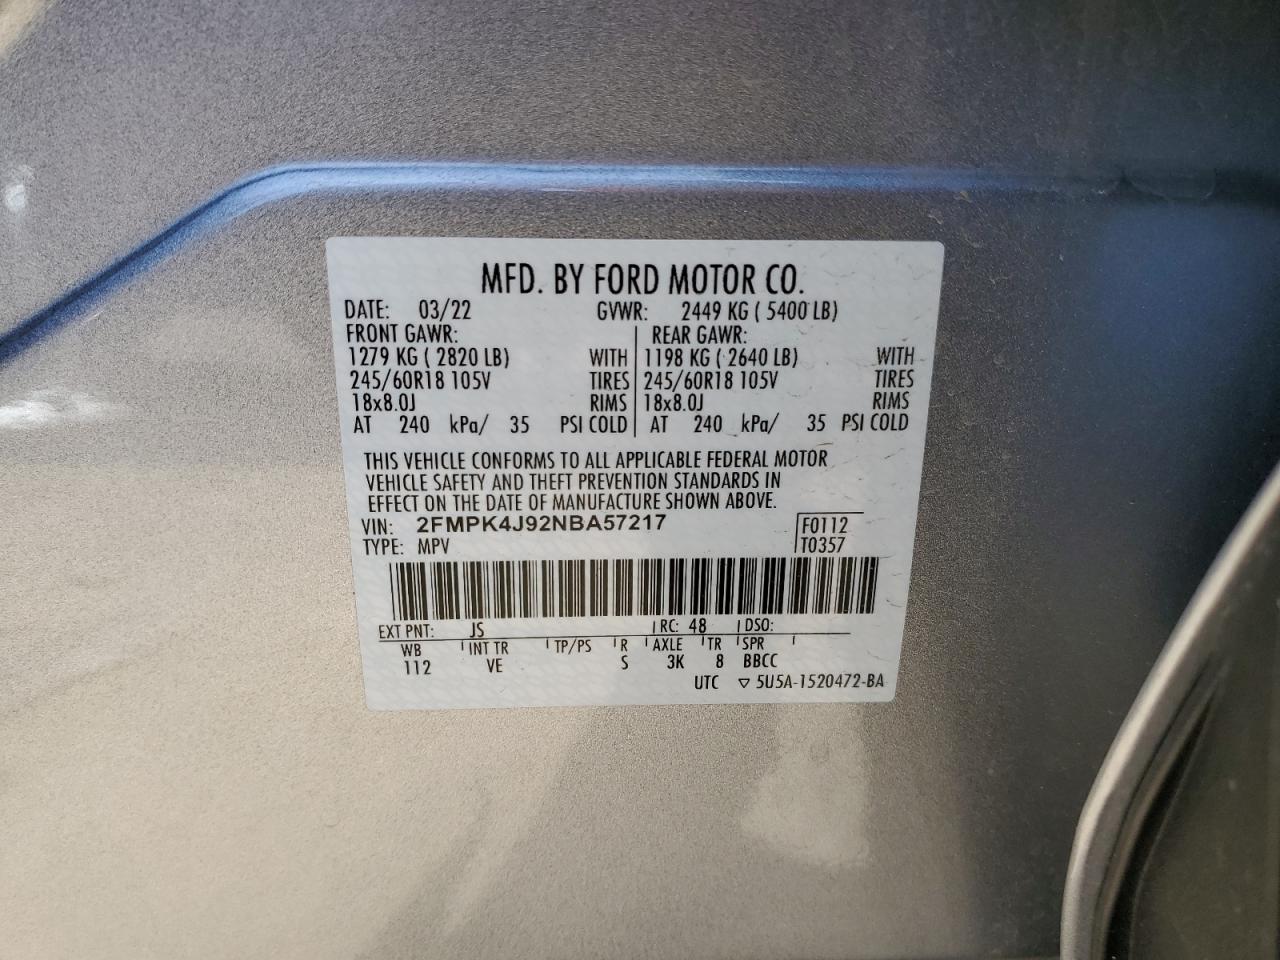 MFD. BY FORD MOTOR CO.
DATE: 03/22 GVWR: 2449 KG ( 5400 LB)
FRONT GAWR: REAR GAWR:
1279 KG ( 2820 LB) WITH 1198 KG ( 2640 LB) WITH
245/60R18 105V TIRES 245/60R18 105V TIRES
18x8.0J RIMS 18x8.0J RIMS
AT 240 kPa/ 35 PSI COLD AT 240 kPa/ 35 PSI COLD
THIS VEHICLE CONFORMS TO ALL APPLICABLE FEDERAL MOTOR
VEHICLE SAFETY AND THEFT PREVENTION STANDARDS IN
EFFECT ON THE DATE OF MANUFACTURE SHOWN ABOVE.
VIN: 2FMPK4J92NBA57217 F0112
TYPE: MPV T0357
EXT PNT: JS RC: 48 DSO:
WB INT TR TP/PS R AXLE TR SPR
112 VE S 3K 8 BBCC
UTC ▽ 5U5A-1520472-BA